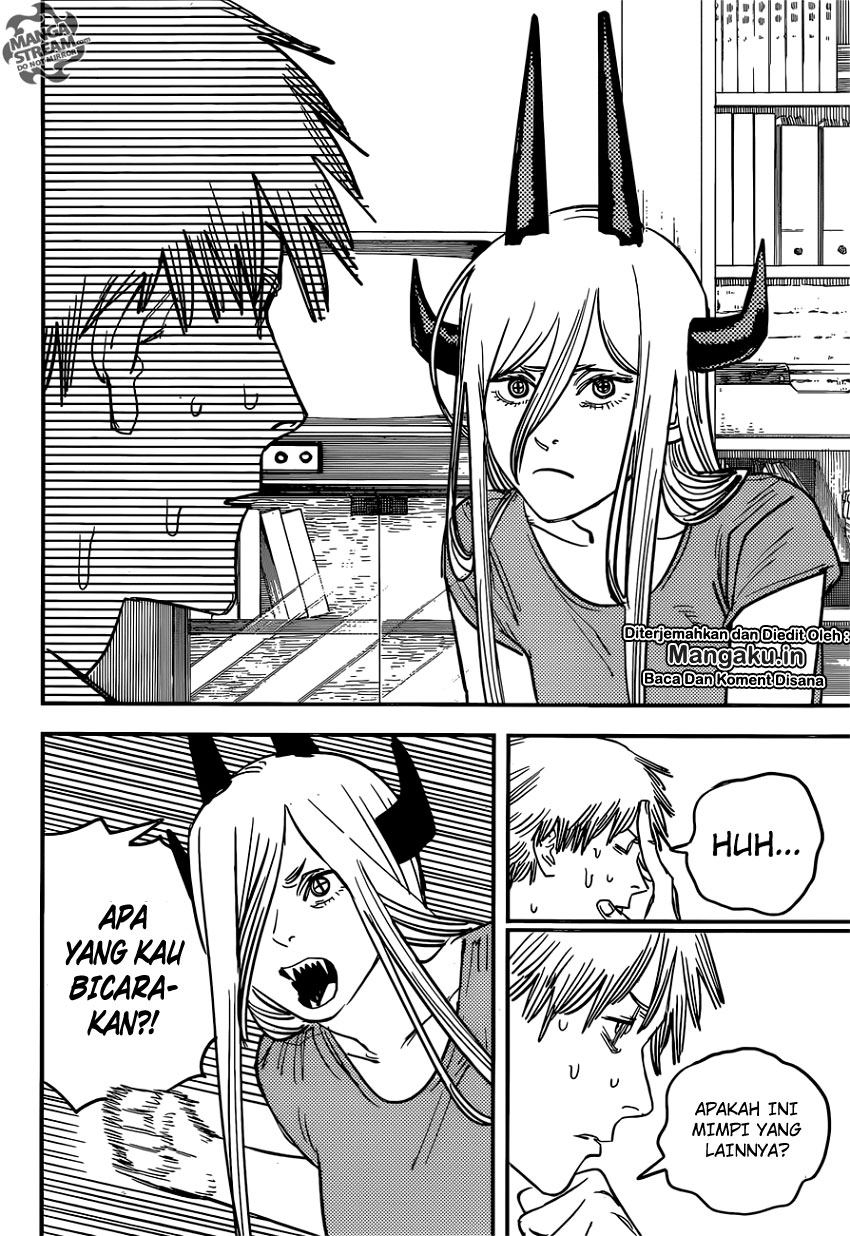 MANGA
STREAM.com
DO NOT MIRROR
Diterjemahkan dan Diedit Oleh :
Mangaku.in
Baca Dan Koment Disana
HUH...
APAKAH INI
MIMPI YANG
LAINNYA?
APA
YANG KAU
BICARA-
KAN?!